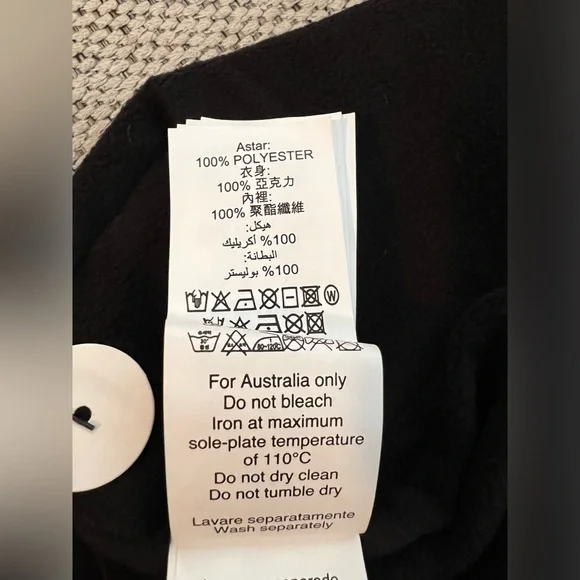 Astar:
100% POLYESTER
衣身:
100% 亞克力
內裡:
100% 聚酯纖維
هيكل:
100% أكريليك
البطانة:
100% بوليستر
W
For Australia only
Do not bleach
Iron at maximum
sole-plate temperature
of 110°C
Do not dry clean
Do not tumble dry
Lavare separatamente
Wash separately